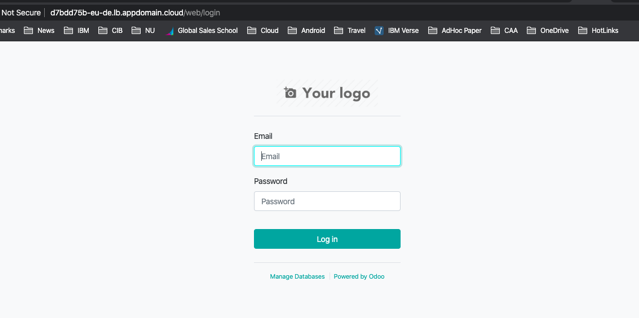 Not Secure d7bdd75b-eu-de.lb.appdomain.cloud/web/login
marks News IBM CIB NU Global Sales School Cloud Android Travel IBM Verse AdHoc Paper CAA OneDrive HotLinks
Your logo
Email
Email
Password
Password
Log in
Manage Databases Powered by Odoo